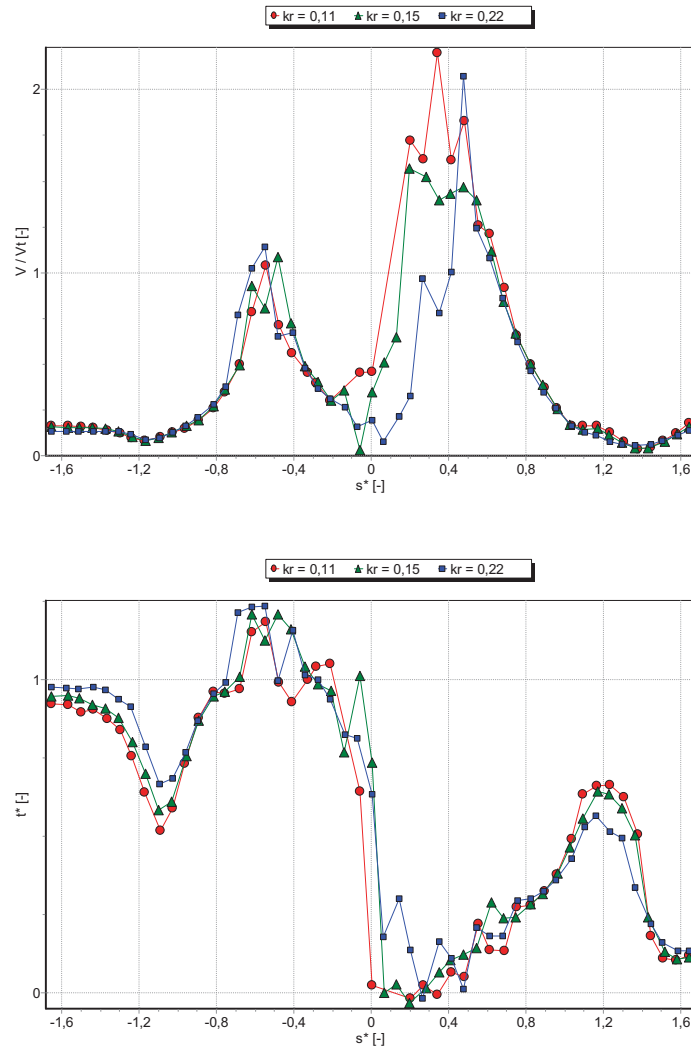 kr = 0,11 kr = 0,15 kr = 0,22
2
1
0
V / Vt [-]
-1,6 -1,2 -0,8 -0,4 0 0,4 0,8 1,2 1,6
s* [-]
kr = 0,11 kr = 0,15 kr = 0,22
1
0
t* [-]
-1,6 -1,2 -0,8 -0,4 0 0,4 0,8 1,2 1,6
s* [-]